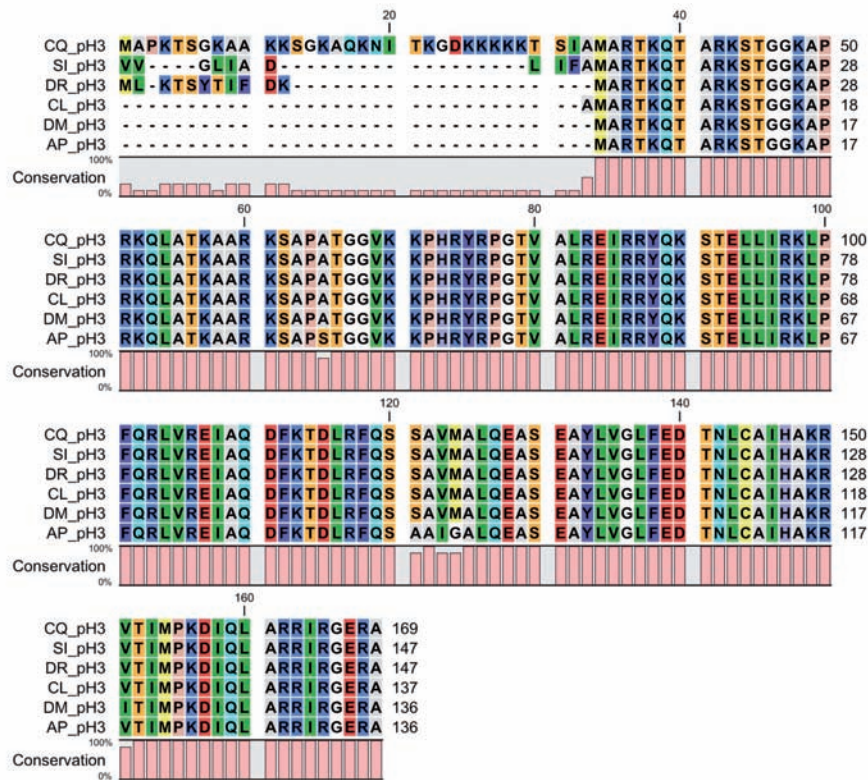 20 40
CQ_pH3 MAPKTSGKAA KKSGKAQKNI TKGDKKKKKT SIAMARTKQT ARKSTGGKAP 50
SI_pH3 VV----GLIA D--------- ---------L IFAMARTKQT ARKSTGGKAP 28
DR_pH3 ML-KTSYTIF DK-------- ---------- ---MARTKQT ARKSTGGKAP 28
CL_pH3 ---------- ---------- ---------- --AMARTKQT ARKSTGGKAP 18
DM_pH3 ---------- ---------- ---------- ---MARTKQT ARKSTGGKAP 17
AP_pH3 ---------- ---------- ---------- ---MARTKQT ARKSTGGKAP 17
100%
Conservation
0%
60 80 100
CQ_pH3 RKQLATKAAR KSAPATGGVK KPHRYRPGTV ALREIRRYQK STELLIRKLP 100
SI_pH3 RKQLATKAAR KSAPATGGVK KPHRYRPGTV ALREIRRYQK STELLIRKLP 78
DR_pH3 RKQLATKAAR KSAPATGGVK KPHRYRPGTV ALREIRRYQK STELLIRKLP 78
CL_pH3 RKQLATKAAR KSAPATGGVK KPHRYRPGTV ALREIRRYQK STELLIRKLP 68
DM_pH3 RKQLATKAAR KSAPATGGVK KPHRYRPGTV ALREIRRYQK STELLIRKLP 67
AP_pH3 RKQLATKAAR KSAPSTGGVK KPHRYRPGTV ALREIRRYQK STELLIRKLP 67
100%
Conservation
0%
120 140
CQ_pH3 FQRLVREIAQ DFKTDLRFQS SAVMALQEAS EAYLVGLFED TNLCAIHAKR 150
SI_pH3 FQRLVREIAQ DFKTDLRFQS SAVMALQEAS EAYLVGLFED TNLCAIHAKR 128
DR_pH3 FQRLVREIAQ DFKTDLRFQS SAVMALQEAS EAYLVGLFED TNLCAIHAKR 128
CL_pH3 FQRLVREIAQ DFKTDLRFQS SAVMALQEAS EAYLVGLFED TNLCAIHAKR 118
DM_pH3 FQRLVREIAQ DFKTDLRFQS SAVMALQEAS EAYLVGLFED TNLCAIHAKR 117
AP_pH3 FQRLVREIAQ DFKTDLRFQS AAIGALQEAS EAYLVGLFED TNLCAIHAKR 117
100%
Conservation
0%
160
CQ_pH3 VTIMPKDIQL ARRIRGERA 169
SI_pH3 VTIMPKDIQL ARRIRGERA 147
DR_pH3 VTIMPKDIQL ARRIRGERA 147
CL_pH3 VTIMPKDIQL ARRIRGERA 137
DM_pH3 ITIMPKDIQL ARRIRGERA 136
AP_pH3 VTIMPKDIQL ARRIRGERA 136
100%
Conservation
0%